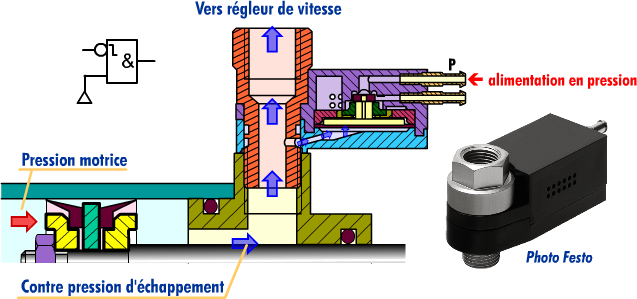 Vers régleur de vitesse
&
P
alimentation en pression
Pression motrice
Photo Festo
Contre pression d'échappement